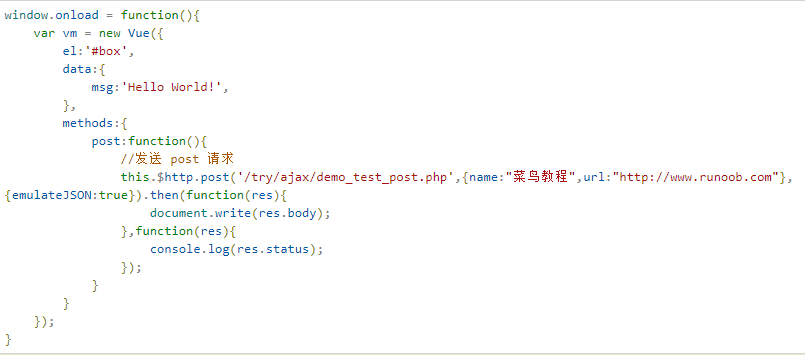 window.onload = function(){
    var vm = new Vue({
        el:'#box',
        data:{
            msg:'Hello World!',
        },
        methods:{
            post:function(){
                //发送 post 请求
                this.$http.post('/try/ajax/demo_test_post.php',{name:"菜鸟教程",url:"http://www.runoob.com"},
{emulateJSON:true}).then(function(res){
                    document.write(res.body);
                },function(res){
                    console.log(res.status);
                });
            }
        }
    });
}